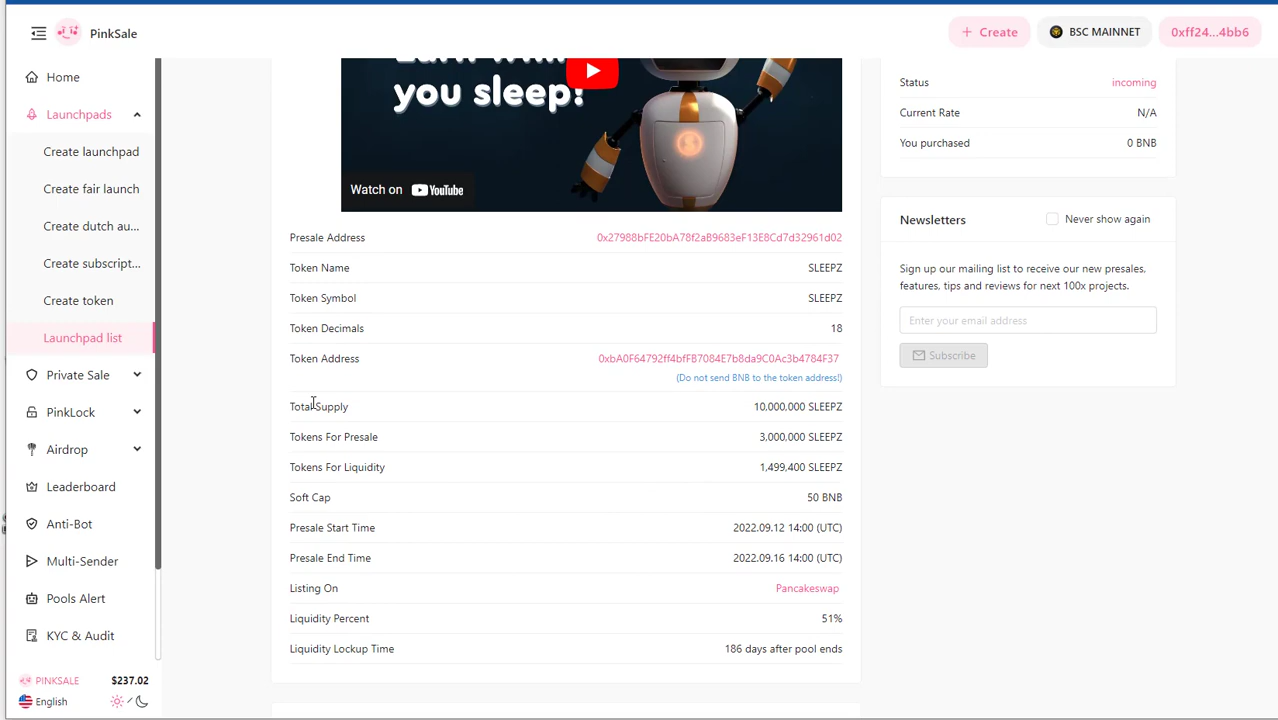 PinkSale
+ Create
BSC MAINNET
0xff24...4bb6
Home
Launchpads
Create launchpad
Create fair launch
Create dutch au...
Create subscript...
Create token
Launchpad list
Private Sale
PinkLock
Airdrop
Leaderboard
Anti-Bot
Multi-Sender
Pools Alert
KYC & Audit
PINKSALE $237.02
English
you sleep!
Watch on YouTube
Presale Address 0x27988bFE20bA78f2aB9683eF13E8Cd7d32961d02
Token Name SLEEPZ
Token Symbol SLEEPZ
Token Decimals 18
Token Address 0xbA0F64792ff4bfFB7084E7b8da9C0Ac3b4784F37
(Do not send BNB to the token address!)
Total Supply 10,000,000 SLEEPZ
Tokens For Presale 3,000,000 SLEEPZ
Tokens For Liquidity 1,499,400 SLEEPZ
Soft Cap 50 BNB
Presale Start Time 2022.09.12 14:00 (UTC)
Presale End Time 2022.09.16 14:00 (UTC)
Listing On Pancakeswap
Liquidity Percent 51%
Liquidity Lockup Time 186 days after pool ends
Status incoming
Current Rate N/A
You purchased 0 BNB
Newsletters Never show again
Sign up our mailing list to receive our new presales,
features, tips and reviews for next 100x projects.
Enter your email address
Subscribe